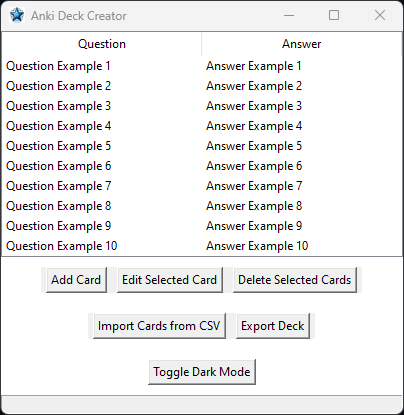 Anki Deck Creator
Question Answer
Question Example 1 Answer Example 1
Question Example 2 Answer Example 2
Question Example 3 Answer Example 3
Question Example 4 Answer Example 4
Question Example 5 Answer Example 5
Question Example 6 Answer Example 6
Question Example 7 Answer Example 7
Question Example 8 Answer Example 8
Question Example 9 Answer Example 9
Question Example 10 Answer Example 10
Add Card Edit Selected Card Delete Selected Cards
Import Cards from CSV Export Deck
Toggle Dark Mode